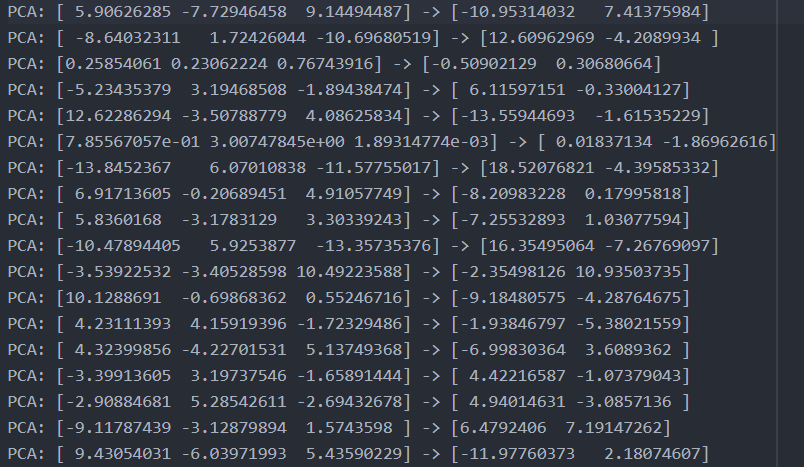 PCA: [ 5.90626285 -7.72946458  9.14494487] -> [-10.95314032   7.41375984]
PCA: [ -8.64032311   1.72426044 -10.69680519] -> [12.60962969 -4.2089934 ]
PCA: [0.25854061 0.23062224 0.76743916] -> [-0.50902129  0.30680664]
PCA: [-5.23435379  3.19468508 -1.89438474] -> [ 6.11597151 -0.33004127]
PCA: [12.62286294 -3.50788779  4.08625834] -> [-13.55944693  -1.61535229]
PCA: [7.85567057e-01 3.00747845e+00 1.89314774e-03] -> [ 0.01837134 -1.86962616]
PCA: [-13.8452367    6.07010838 -11.57755017] -> [18.52076821 -4.39585332]
PCA: [ 6.91713605 -0.20689451  4.91057749] -> [-8.20983228  0.17995818]
PCA: [ 5.8360168  -3.1783129   3.30339243] -> [-7.25532893  1.03077594]
PCA: [-10.47894405   5.9253877  -13.35735376] -> [16.35495064 -7.26769097]
PCA: [-3.53922532 -3.40528598 10.49223588] -> [-2.35498126 10.93503735]
PCA: [10.1288691  -0.69868362  0.55246716] -> [-9.18480575 -4.28764675]
PCA: [ 4.23111393  4.15919396 -1.72329486] -> [-1.93846797 -5.38021559]
PCA: [ 4.32399856 -4.22701531  5.13749368] -> [-6.99830364  3.6089362 ]
PCA: [-3.39913605  3.19737546 -1.65891444] -> [ 4.42216587 -1.07379043]
PCA: [-2.90884681  5.28542611 -2.69432678] -> [ 4.94014631 -3.0857136 ]
PCA: [-9.11787439 -3.12879894  1.5743598 ] -> [6.4792406  7.19147262]
PCA: [ 9.43054031 -6.03971993  5.43590229] -> [-11.97760373   2.18074607]